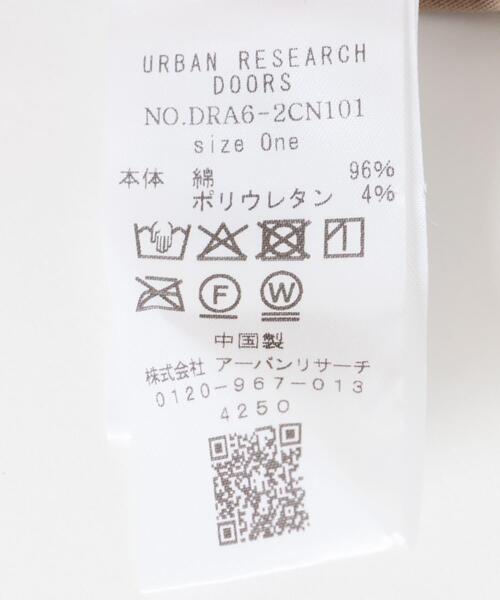 URBAN RESEARCH
DOORS
NO.DRA6-2CN101
size One
本体 綿 96%
ポリウレタン 4%
F W
中国製
株式会社 アーバンリサーチ
0120-967-013
4250